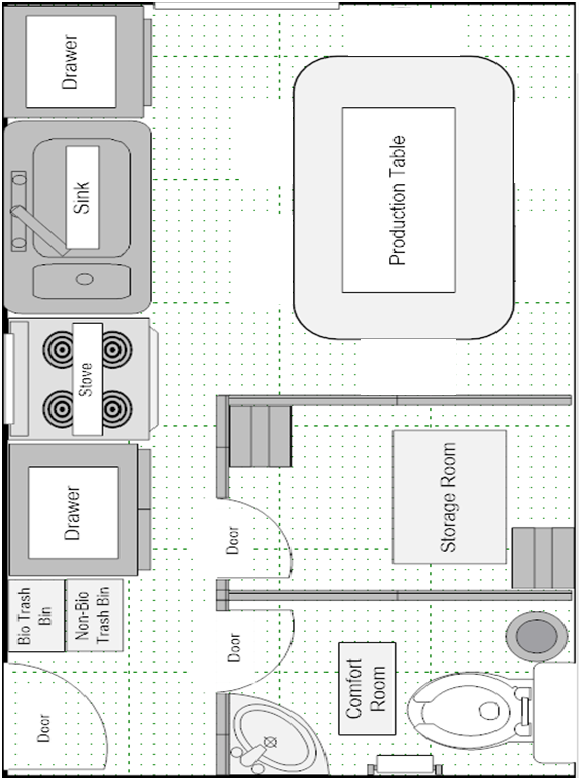 Drawer
Sink
Production Table
Stove
Drawer
Storage Room
Door
Bio Trash
Bin
Non-Bio
Trash Bin
Door
Comfort
Room
Door